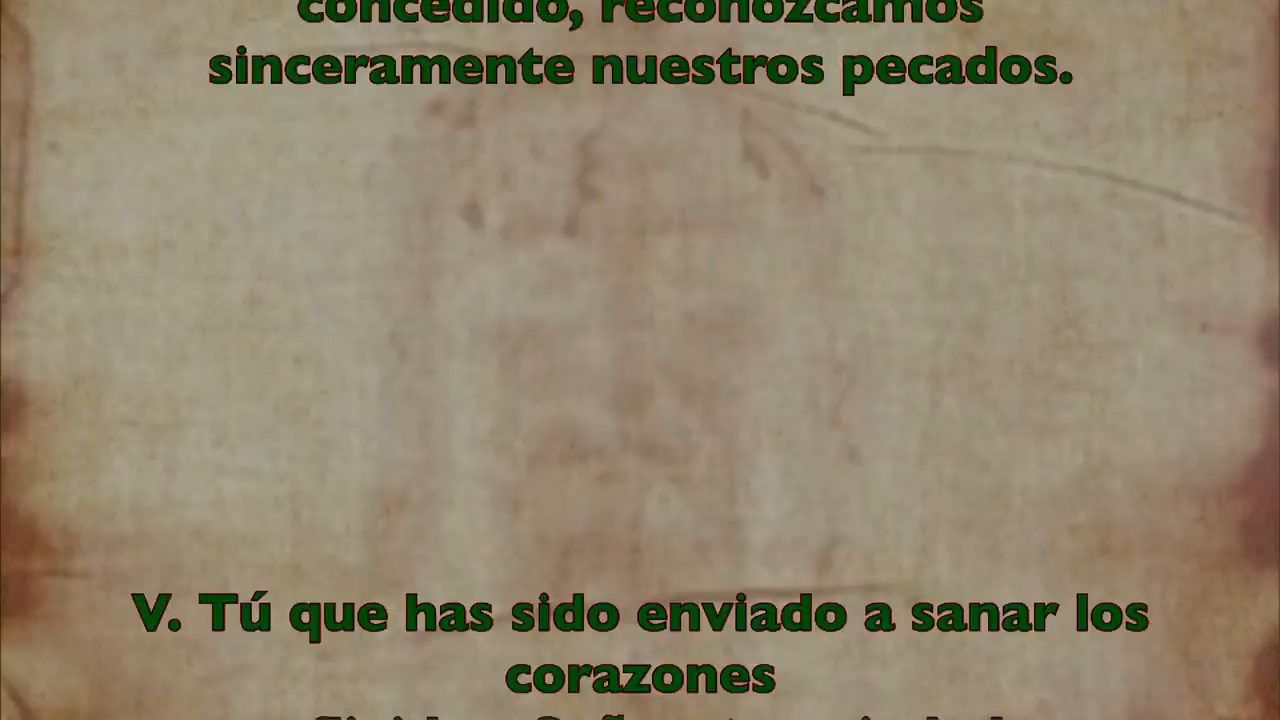 concedido, reconozcamos
sinceramente nuestros pecados.
V. Tú que has sido enviado a sanar los
corazones